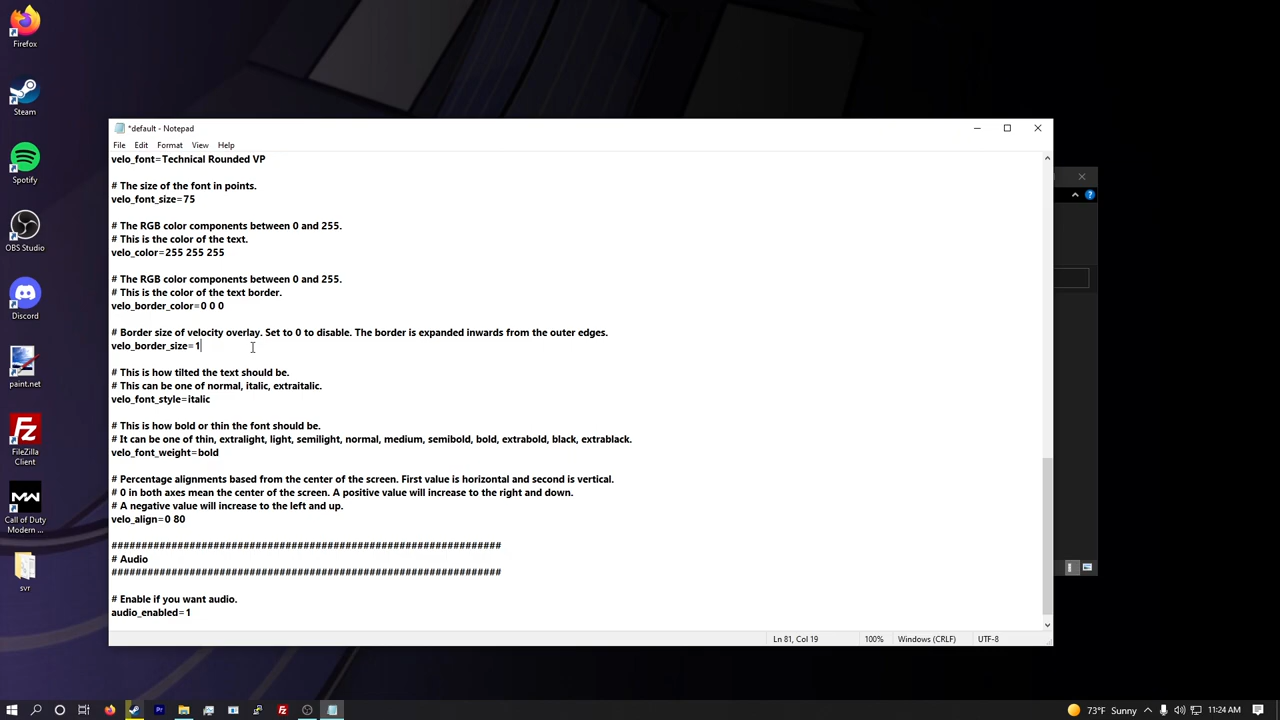 Firefox
Steam
Spotify
OBS Studio
Discord
paint.net
FileZilla
Client
Call of Duty
Modern ...
svr
*default - Notepad
File Edit Format View Help
velo_font=Technical Rounded VP
# The size of the font in points.
velo_font_size=75
# The RGB color components between 0 and 255.
# This is the color of the text.
velo_color=255 255 255
# The RGB color components between 0 and 255.
# This is the color of the text border.
velo_border_color=0 0 0
# Border size of velocity overlay. Set to 0 to disable. The border is expanded inwards from the outer edges.
velo_border_size=1
# This is how tilted the text should be.
# This can be one of normal, italic, extraitalic.
velo_font_style=italic
# This is how bold or thin the font should be.
# It can be one of thin, extralight, light, semilight, normal, medium, semibold, bold, extrabold, black, extrablack.
velo_font_weight=bold
# Percentage alignments based from the center of the screen. First value is horizontal and second is vertical.
# 0 in both axes mean the center of the screen. A positive value will increase to the right and down.
# A negative value will increase to the left and up.
velo_align=0 80
#################################################################
# Audio
#################################################################
# Enable if you want audio.
audio_enabled=1
Ln 81, Col 19 100% Windows (CRLF) UTF-8
73°F Sunny 11:24 AM